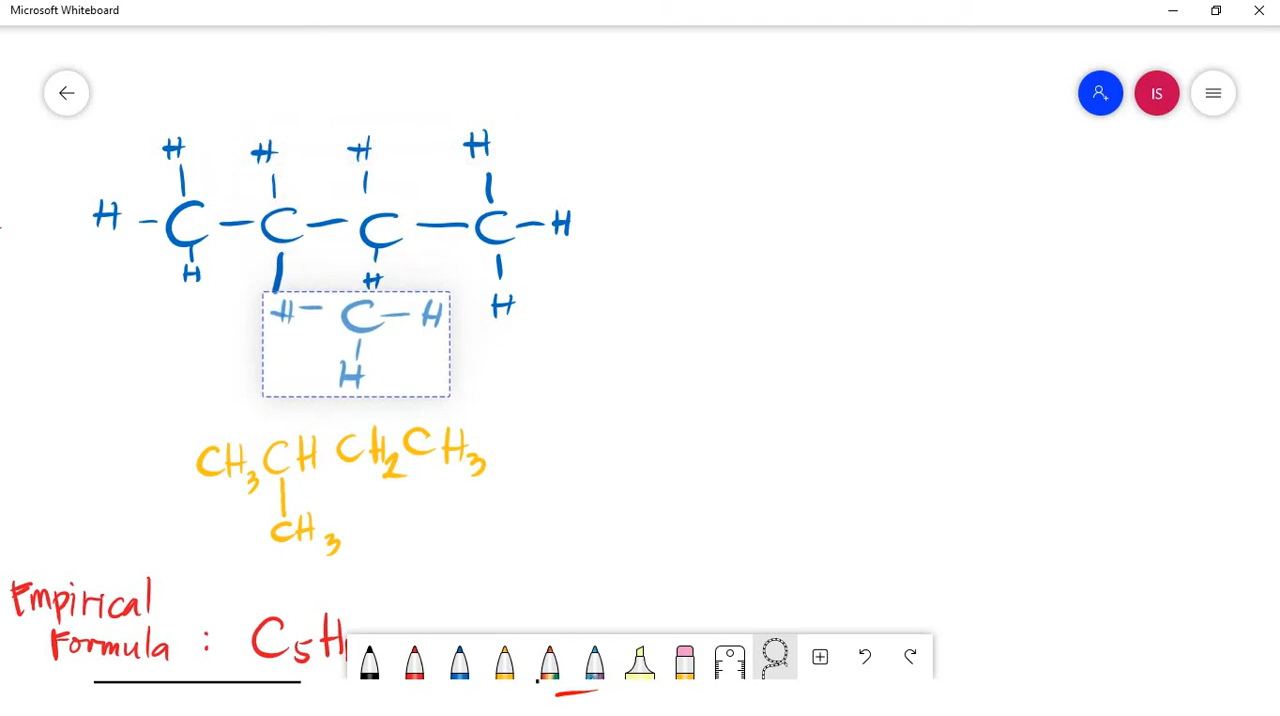 Microsoft Whiteboard
IS
H H H H
H - C - C - C - C - H
H H H
H - C - H
H
CH3CH CH2CH3
CH3
Empirical
Formula : C5H